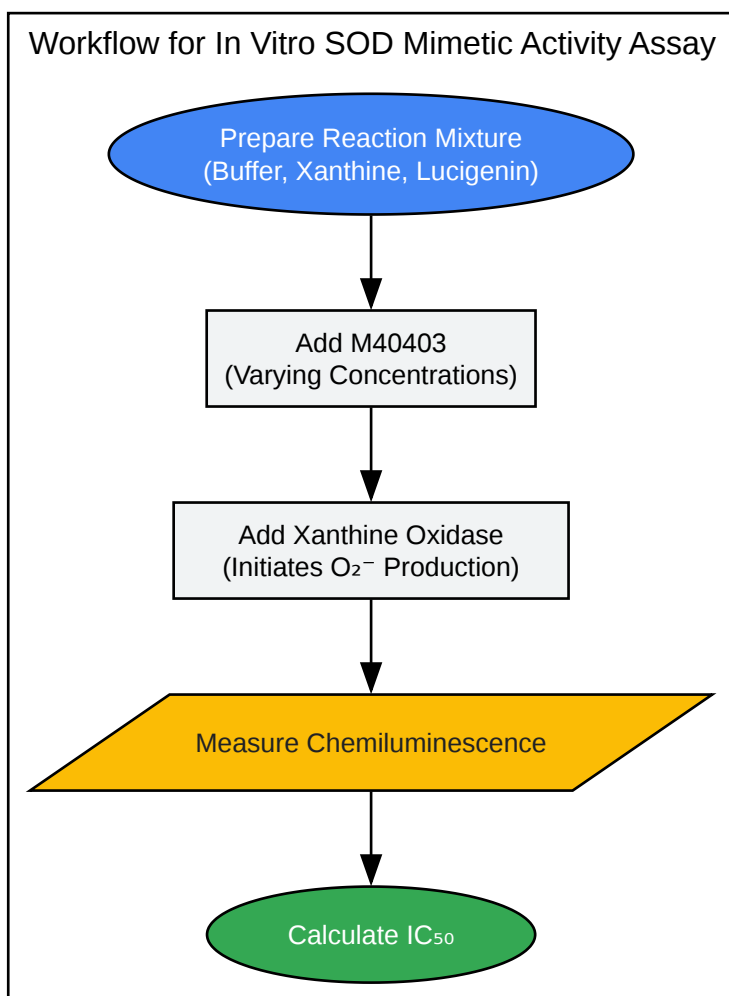 Workflow for In Vitro SOD Mimetic Activity Assay
Prepare Reaction Mixture
(Buffer, Xanthine, Lucigenin)
Add M40403
(Varying Concentrations)
Add Xanthine Oxidase
(Initiates O₂⁻ Production)
Measure Chemiluminescence
Calculate IC₅₀